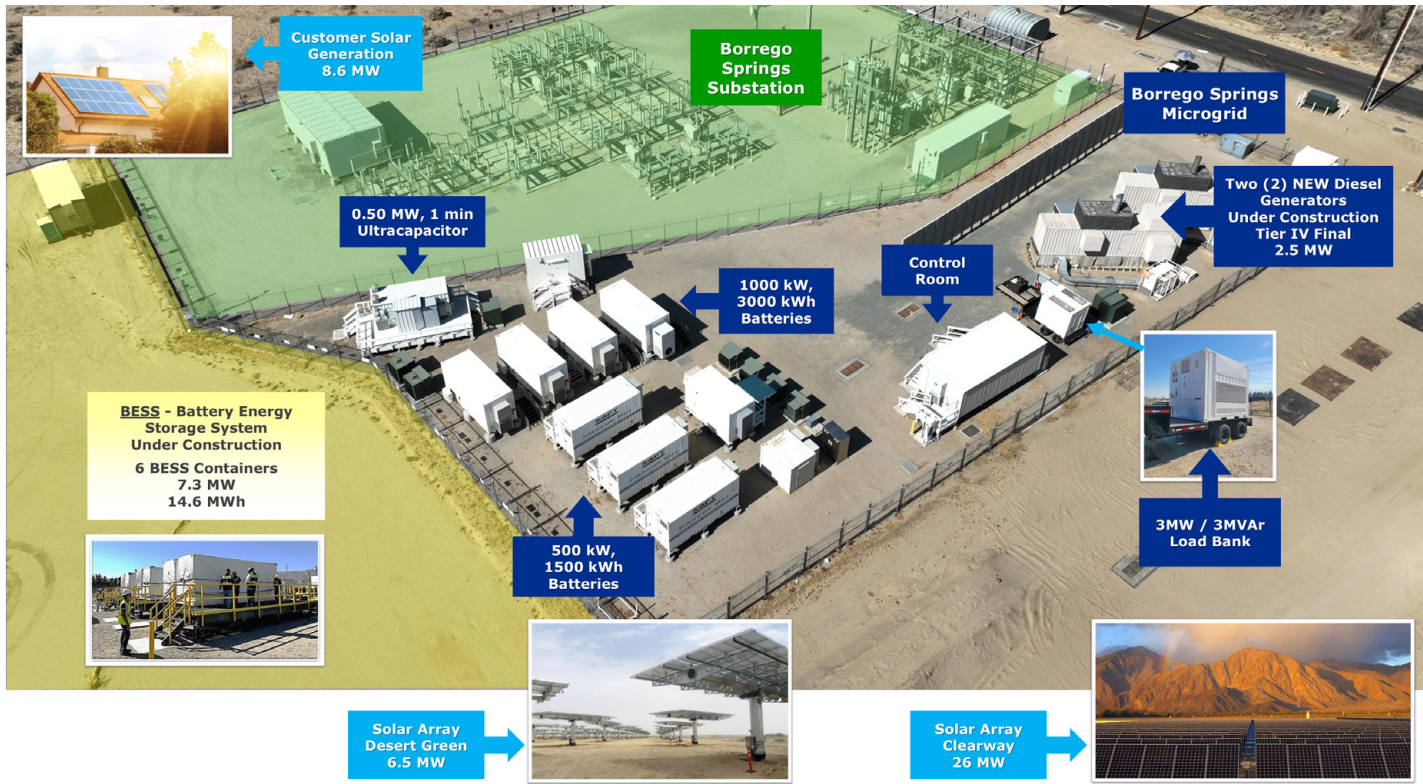 Customer Solar
Generation
8.6 MW
Borrego
Springs
Substation
Borrego Springs
Microgrid
Two (2) NEW Diesel
Generators
Under Construction
Tier IV Final
2.5 MW
0.50 MW, 1 min
Ultracapacitor
1000 kW,
3000 kWh
Batteries
Control
Room
BESS - Battery Energy
Storage System
Under Construction
6 BESS Containers
7.3 MW
14.6 MWh
500 kW,
1500 kWh
Batteries
3MW / 3MVAr
Load Bank
Solar Array
Desert Green
6.5 MW
Solar Array
Clearway
26 MW